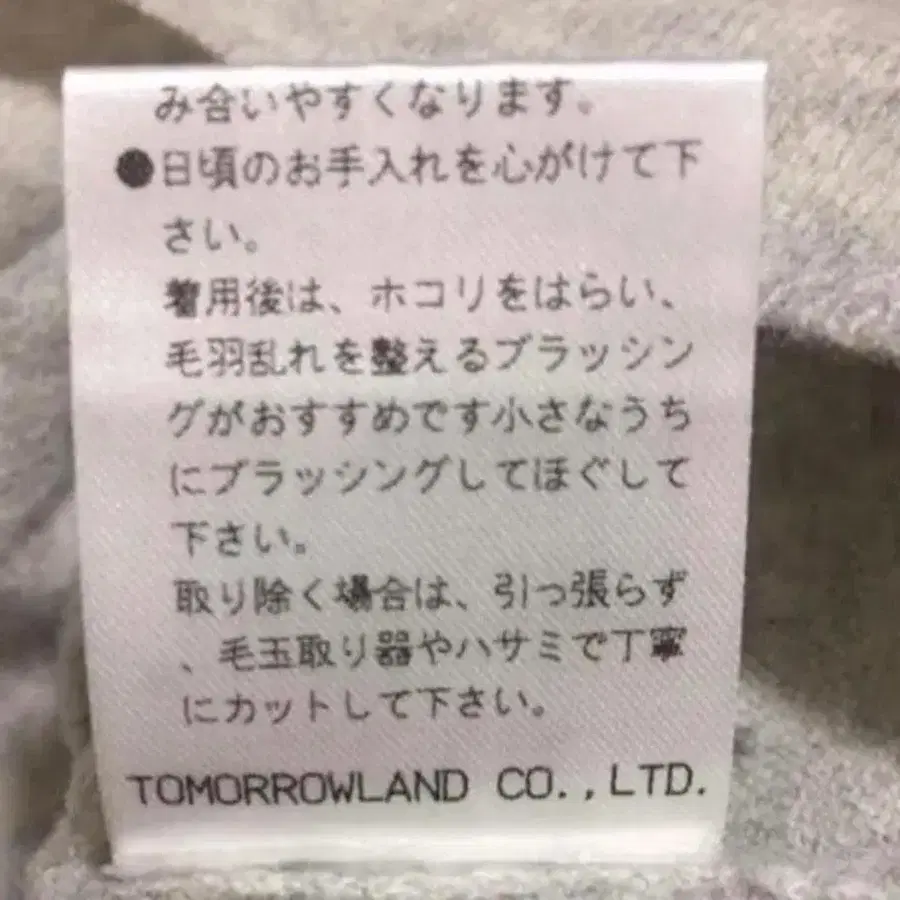 み合いやすくなります。
●日頃のお手入れを心がけて下
さい。
着用後は、ホコリをはらい、
毛羽乱れを整えるブラッシン
グがおすすめです小さなうち
にブラッシングしてほぐして
下さい。
取り除く場合は、引っ張らず
、毛玉取り器やハサミで丁寧
にカットして下さい。
TOMORROWLAND CO.,LTD.